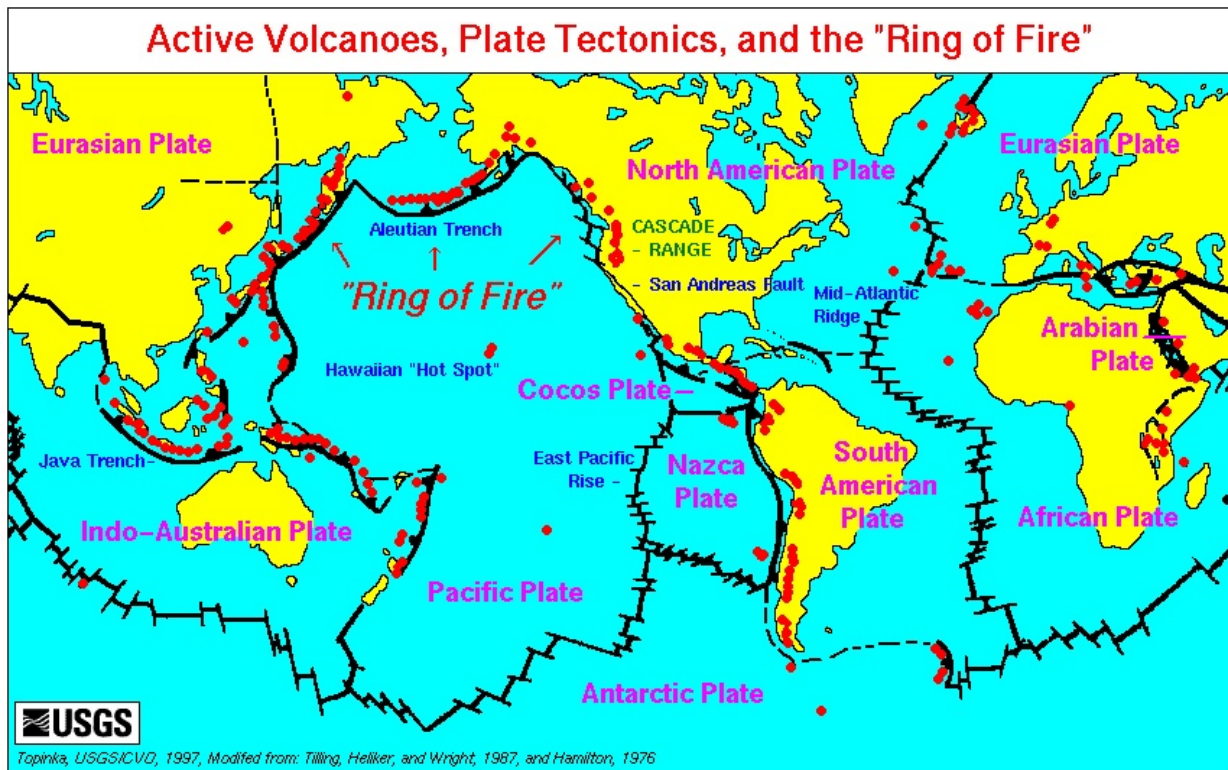 Active Volcanoes, Plate Tectonics, and the "Ring of Fire"
Eurasian Plate
North American Plate
Eurasian Plate
Aleutian Trench
CASCADE
- RANGE
"Ring of Fire"
- San Andreas Fault
Mid-Atlantic
Ridge
Arabian
Plate
Hawaiian "Hot Spot"
Cocos Plate
Java Trench-
East Pacific
Rise -
Nazca
Plate
South
American
Plate
Indo-Australian Plate
African Plate
Pacific Plate
Antarctic Plate
USGS
Topinka, USGS/CVO, 1997, Modifed from: Tilling, Heliker, and Wright, 1987, and Hamilton, 1976